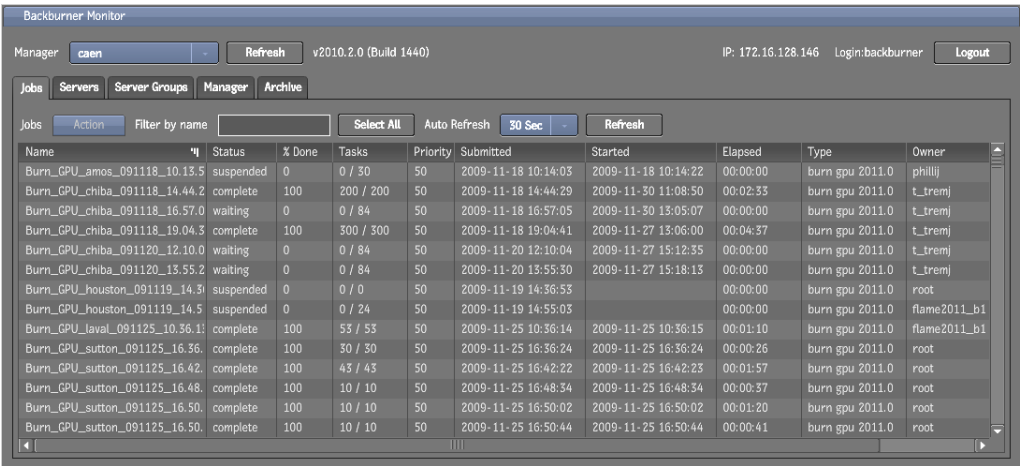 Backburner Monitor
Manager caen Refresh v2010.2.0 (Build 1440) IP: 172.16.128.146 Login:backburner Logout
Jobs Servers Server Groups Manager Archive
Jobs Action Filter by name Select All Auto Refresh 30 Sec Refresh
Name Status % Done Tasks Priority Submitted Started Elapsed Type Owner
Burn_GPU_amos_091118_10.13.5 suspended 0 0 / 30 50 2009-11-18 10:14:03 2009-11-18 10:14:22 00:00:00 burn gpu 2011.0 phillij
Burn_GPU_chiba_091118_14.44.2 complete 100 200 / 200 50 2009-11-18 14:44:29 2009-11-30 11:08:50 00:02:33 burn gpu 2011.0 t_tremj
Burn_GPU_chiba_091118_16.57.0 waiting 0 0 / 84 50 2009-11-18 16:57:05 2009-11-30 13:05:07 00:00:00 burn gpu 2011.0 t_tremj
Burn_GPU_chiba_091118_19.04.3 complete 100 300 / 300 50 2009-11-18 19:04:41 2009-11-27 13:06:00 00:04:37 burn gpu 2011.0 t_tremj
Burn_GPU_chiba_091120_12.10.0 waiting 0 0 / 84 50 2009-11-20 12:10:04 2009-11-27 15:12:35 00:00:00 burn gpu 2011.0 t_tremj
Burn_GPU_chiba_091120_13.55.2 waiting 0 0 / 84 50 2009-11-20 13:55:30 2009-11-27 15:18:13 00:00:00 burn gpu 2011.0 t_tremj
Burn_GPU_houston_091119_14.3 suspended 0 0 / 0 50 2009-11-19 14:36:53 00:00:00 burn gpu 2011.0 root
Burn_GPU_houston_091119_14.5 suspended 0 0 / 24 50 2009-11-19 14:55:03 00:00:00 burn gpu 2011.0 flame2011_b1
Burn_GPU_laval_091125_10.36.1 complete 100 53 / 53 50 2009-11-25 10:36:14 2009-11-25 10:36:15 00:01:10 burn gpu 2011.0 flame2011_b1
Burn_GPU_sutton_091125_16.36. complete 100 30 / 30 50 2009-11-25 16:36:24 2009-11-25 16:36:24 00:00:26 burn gpu 2011.0 root
Burn_GPU_sutton_091125_16.42. complete 100 43 / 43 50 2009-11-25 16:42:22 2009-11-25 16:42:23 00:01:57 burn gpu 2011.0 root
Burn_GPU_sutton_091125_16.48. complete 100 10 / 10 50 2009-11-25 16:48:34 2009-11-25 16:48:34 00:00:37 burn gpu 2011.0 root
Burn_GPU_sutton_091125_16.50. complete 100 10 / 10 50 2009-11-25 16:50:02 2009-11-25 16:50:02 00:01:20 burn gpu 2011.0 root
Burn_GPU_sutton_091125_16.50. complete 100 10 / 10 50 2009-11-25 16:50:44 2009-11-25 16:50:44 00:00:41 burn gpu 2011.0 root